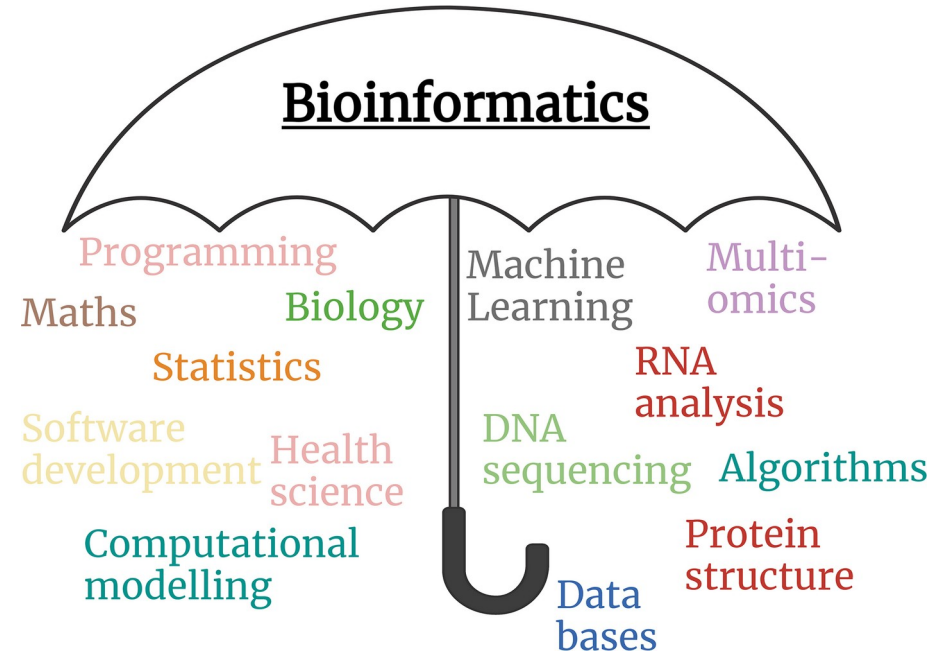 Bioinformatics
Programming
Maths
Biology
Statistics
Software
development
Health
science
Computational
modelling
Machine
Learning
Multi-
omics
RNA
analysis
DNA
sequencing
Algorithms
Protein
structure
Data
bases